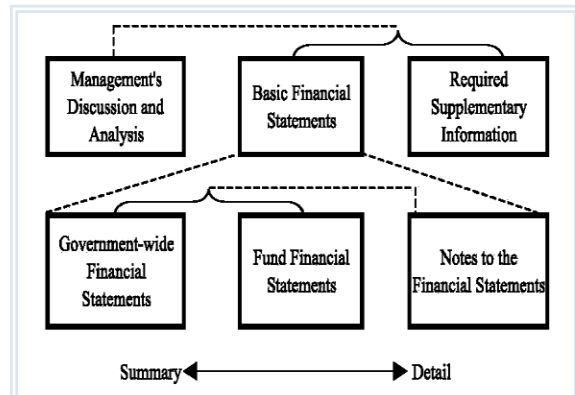 Management's
Discussion and
Analysis
Basic Financial
Statements
Required
Supplementary
Information
Government-wide
Financial
Statements
Fund Financial
Statements
Notes to the
Financial Statements
Summary
Detail